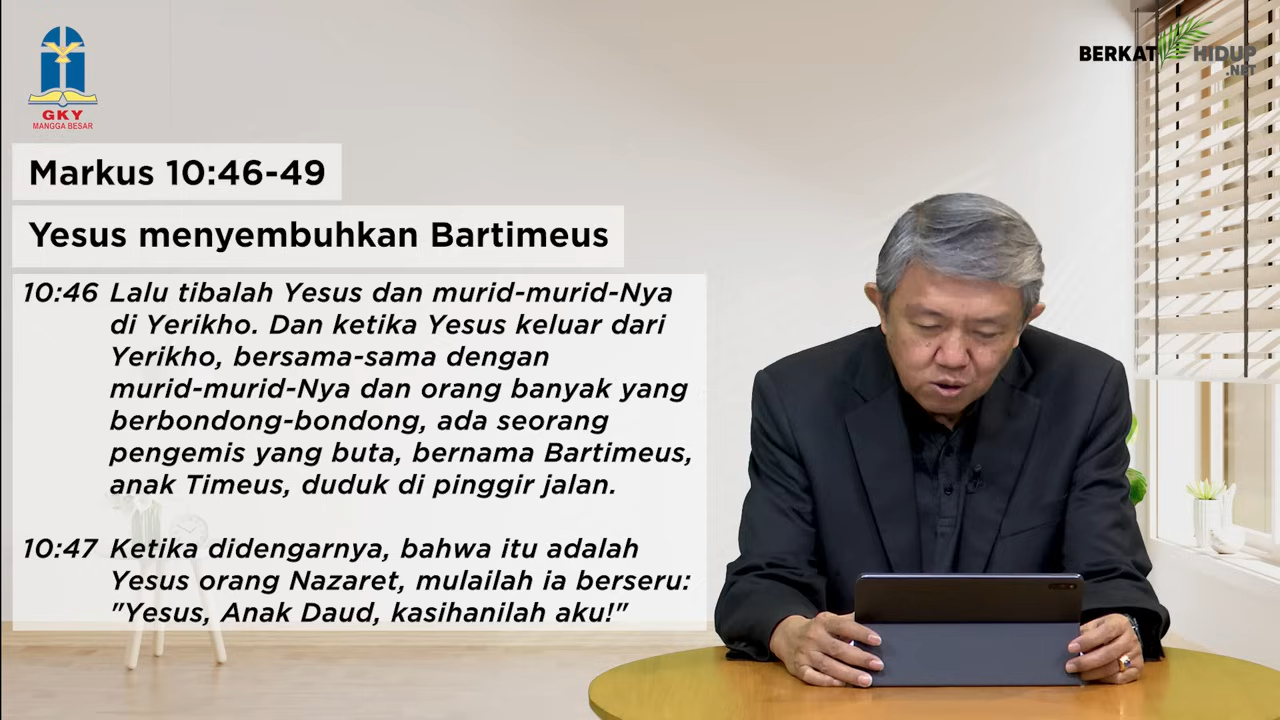 GKY
MANGGA BESAR
BERKAT HIDUP
.NET
Markus 10:46-49
Yesus menyembuhkan Bartimeus
10:46 Lalu tibalah Yesus dan murid-murid-Nya
di Yerikho. Dan ketika Yesus keluar dari
Yerikho, bersama-sama dengan
murid-murid-Nya dan orang banyak yang
berbondong-bondong, ada seorang
pengemis yang buta, bernama Bartimeus,
anak Timeus, duduk di pinggir jalan.
10:47 Ketika didengarnya, bahwa itu adalah
Yesus orang Nazaret, mulailah ia berseru:
"Yesus, Anak Daud, kasihanilah aku!"